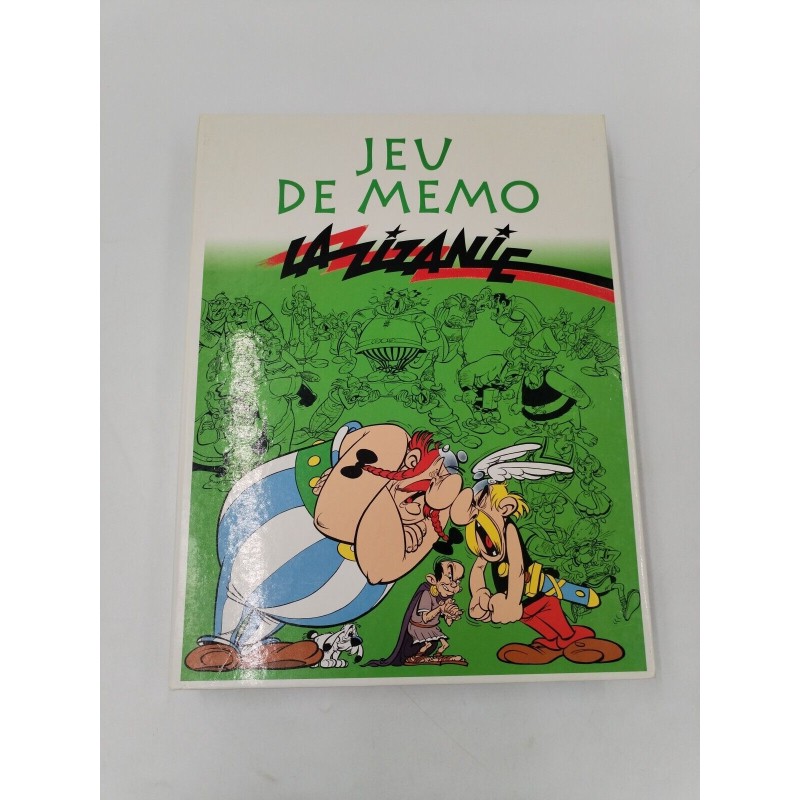 JEU
DE MEMO
LA ZIZANIE